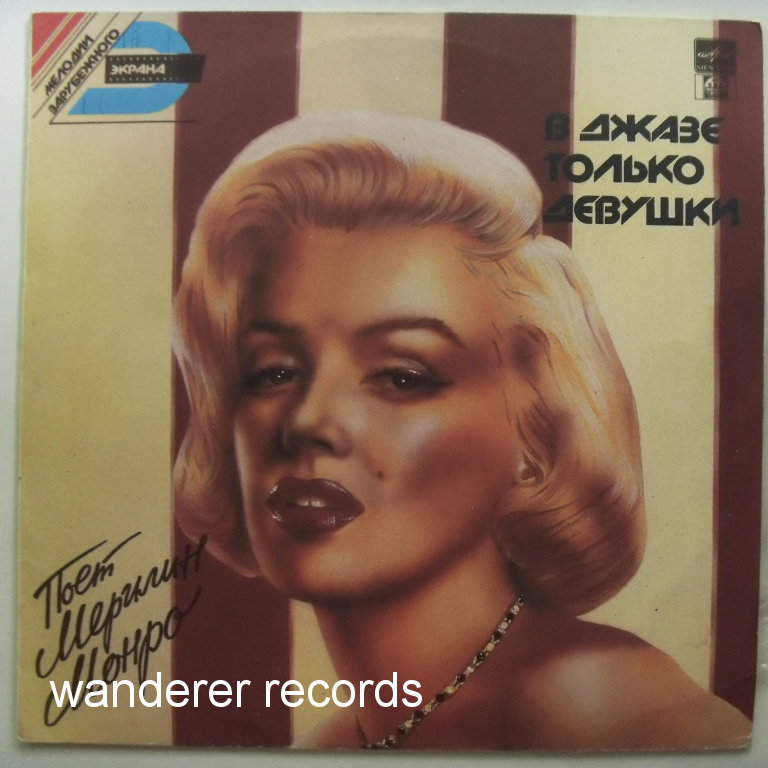 МЕЛОДИИ
ЗАРУБЕЖНОГО
ЭКРАНА
В ДЖАЗЕ
ТОЛЬКО
ДЕВУШКИ
Поет
Мерилин
Монро
wanderer records